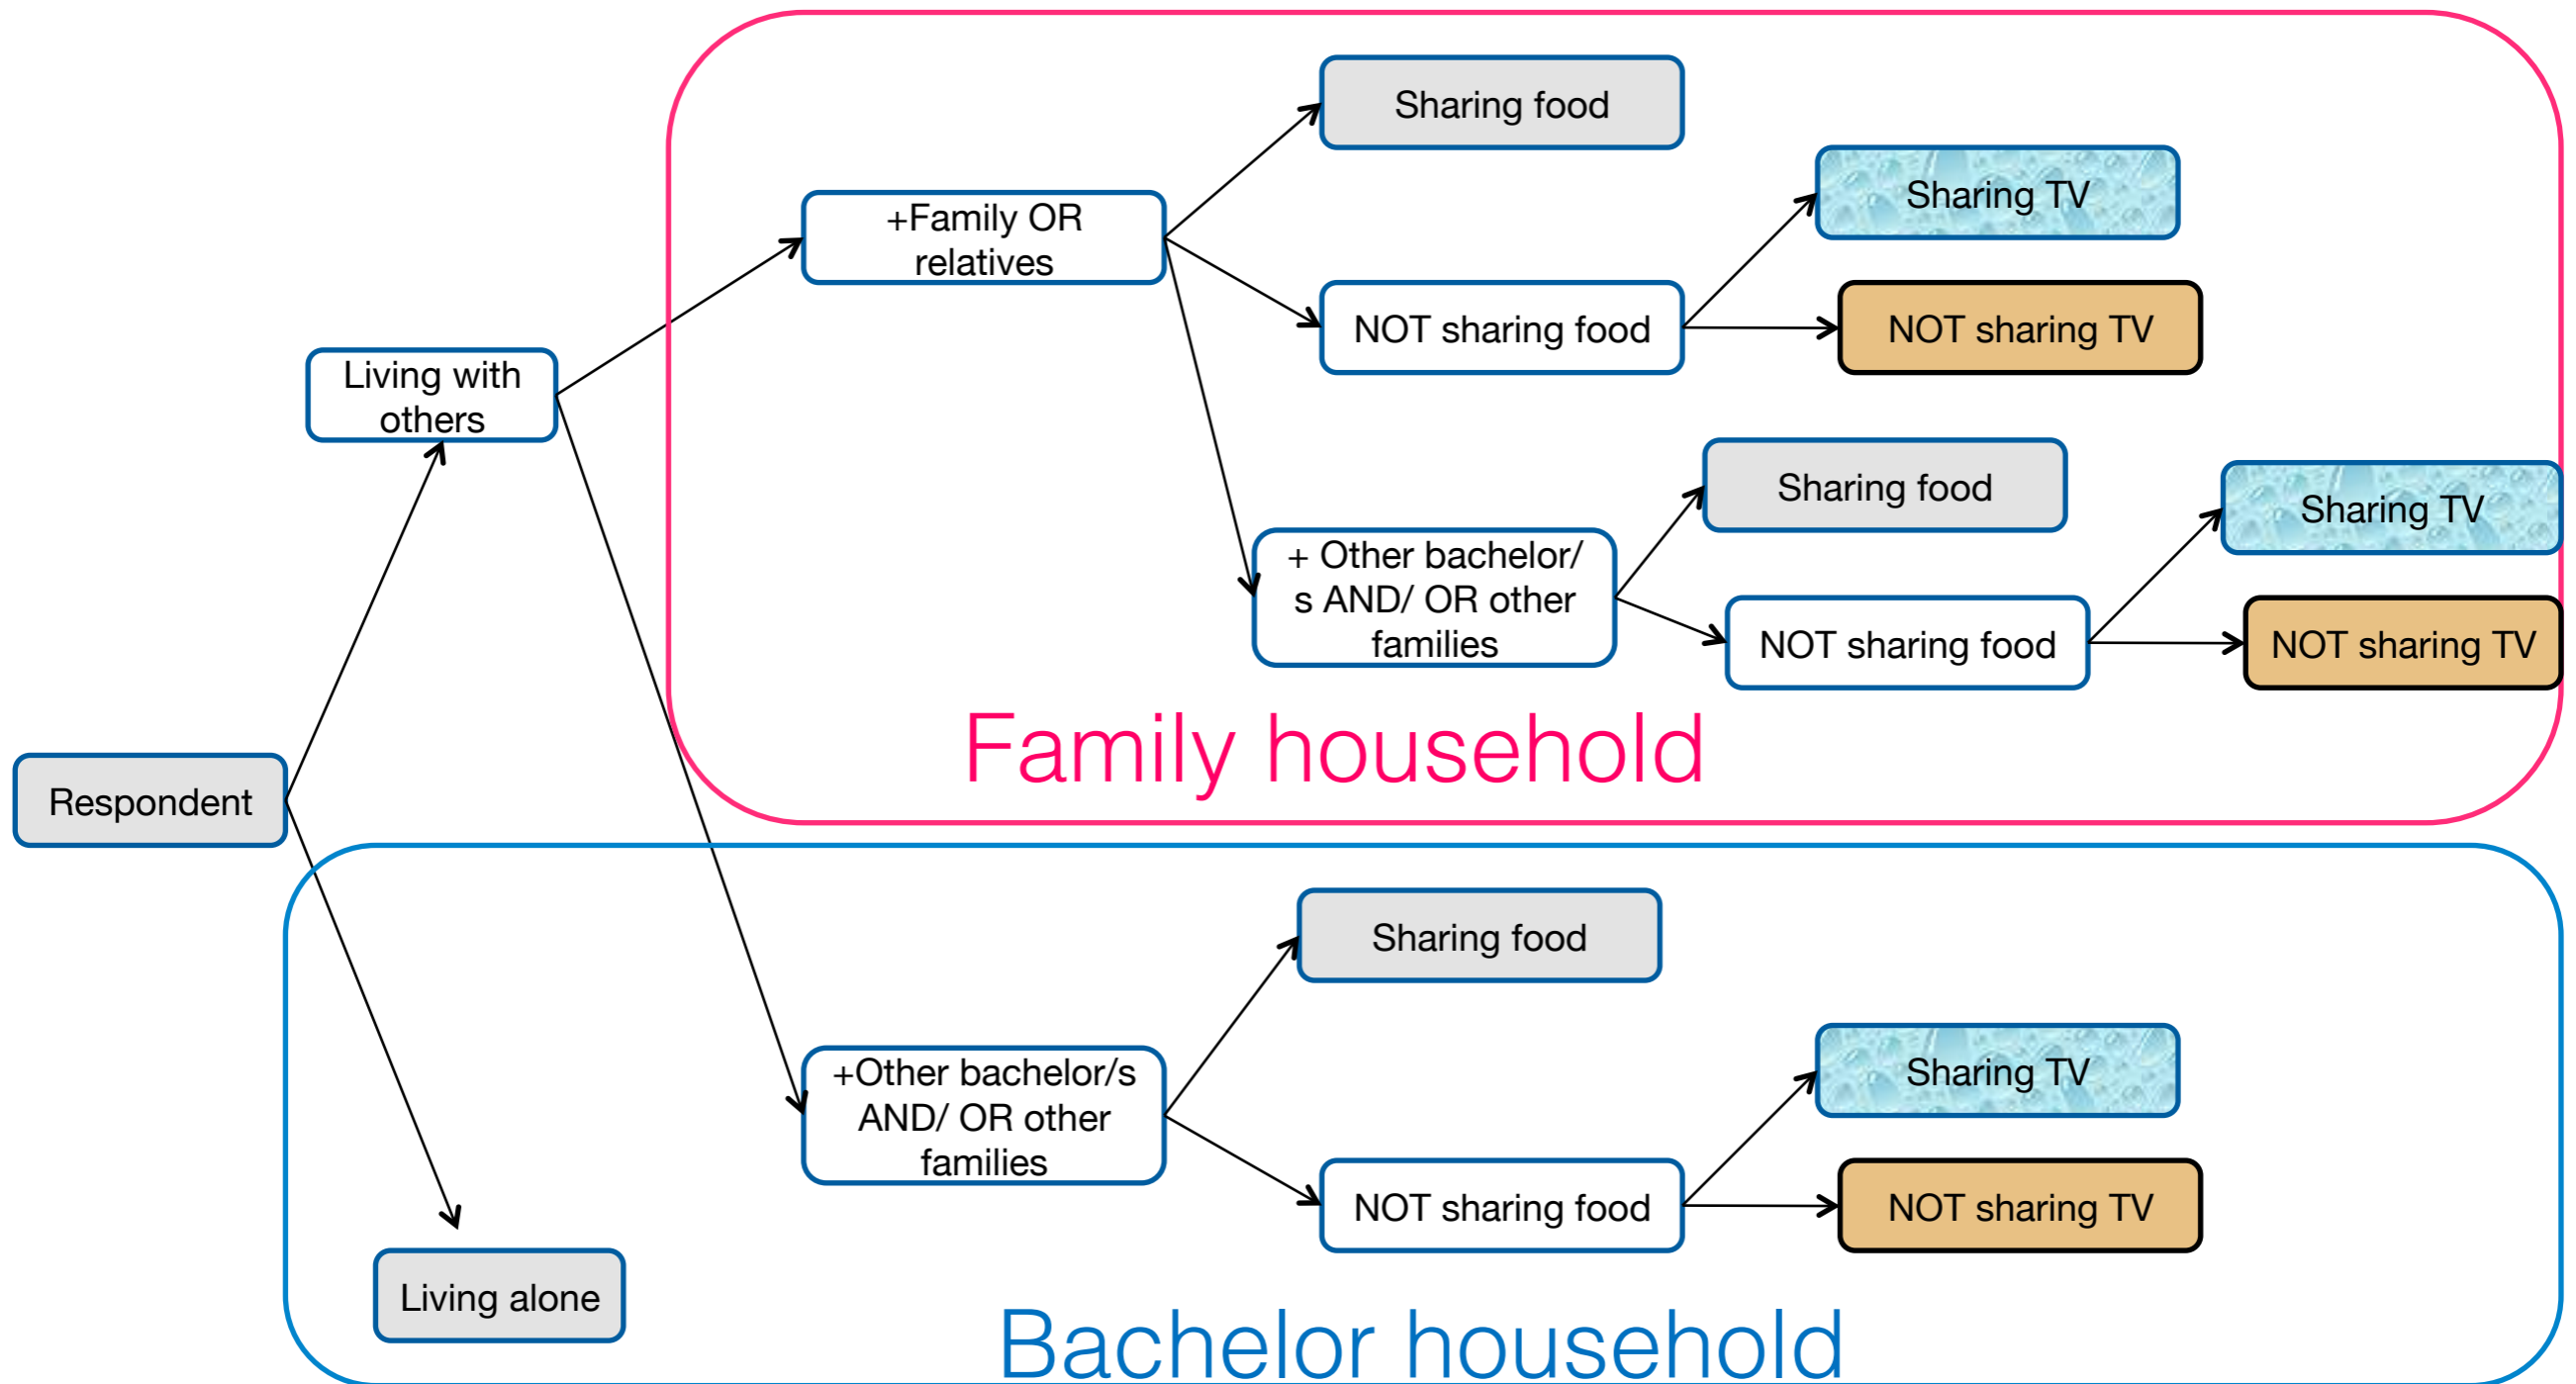 Sharing food
Sharing TV
+Family OR
relatives
NOT sharing food
NOT sharing TV
Living with
others
Sharing food
Sharing TV
+ Other bachelor/
s AND/ OR other
families
NOT sharing food
NOT sharing TV
Family household
Respondent
Sharing food
Sharing TV
+Other bachelor/s
AND/ OR other
families
NOT sharing food
NOT sharing TV
Living alone
Bachelor household